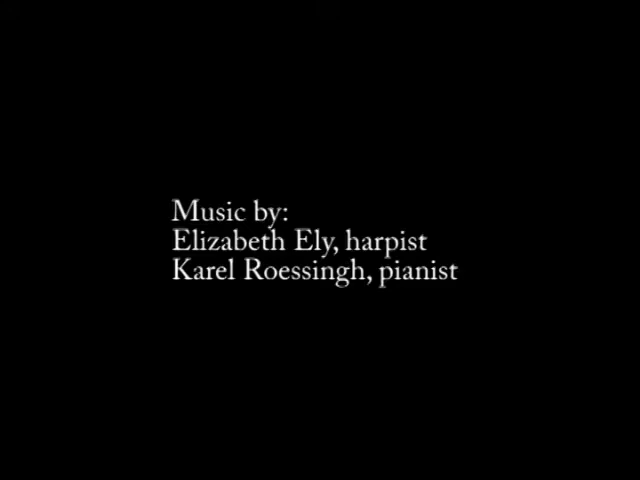 Music by:
Elizabeth Ely, harpist
Karel Roessingh, pianist